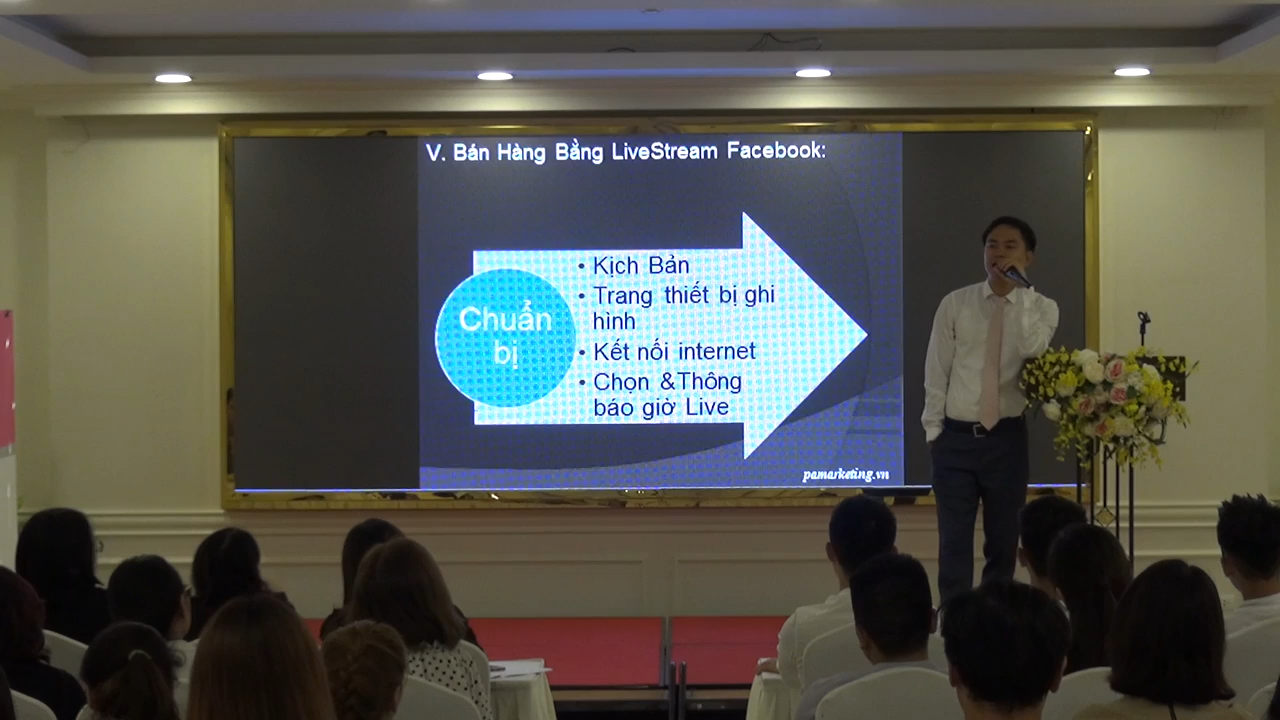 V. Bán Hàng Bằng LiveStream Facebook:
Chuẩn
bị
• Kịch Bản
• Trang thiết bị ghi
hình
• Kết nối internet
• Chọn &Thông
báo giờ Live
pamarketing.vn